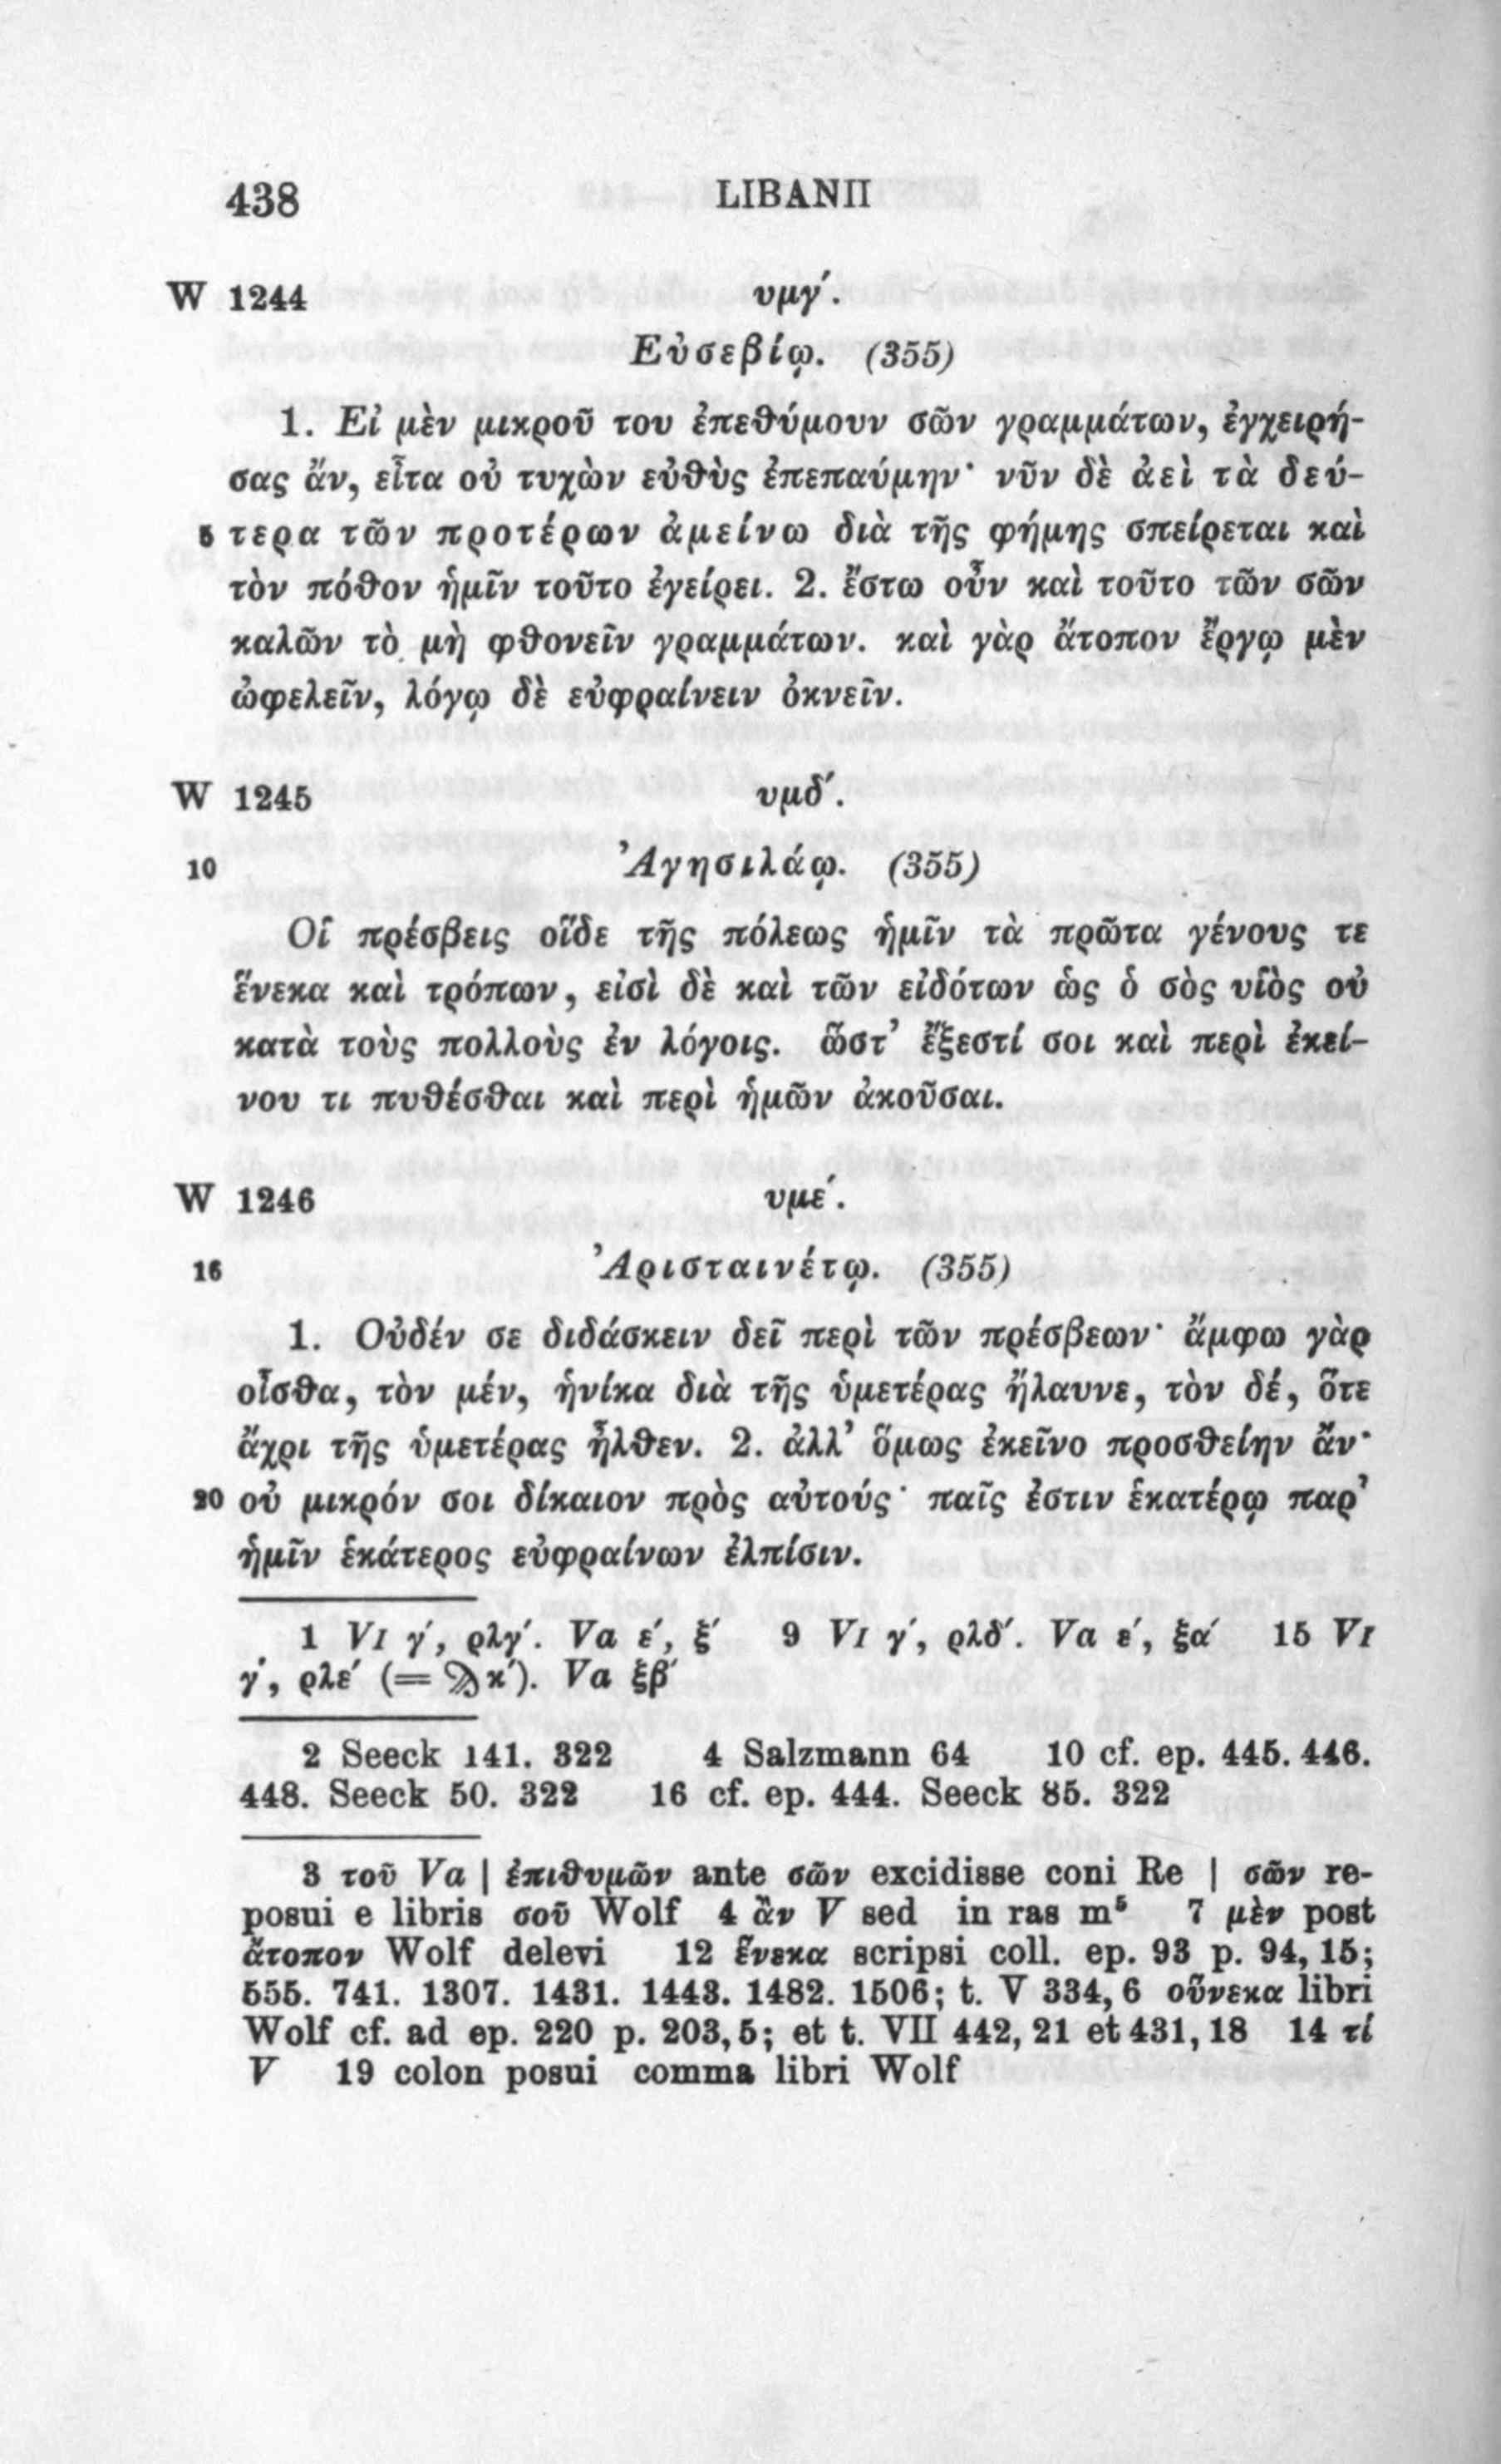 438 LIBANII
W 1244 υμγ΄.
Εὐσεβίῳ. (355)
1. Εἰ μὲν μικροῦ του ἐπεθύμουν σῶν γραμμάτων, ἐγχειρή-
σας ἄν, εἶτα οὐ τυχὼν εὐθὺς ἐπεπαύμην· νῦν δὲ ἀεὶ τὰ δεύ-
5 τερα τῶν προτέρων ἀμείνω διὰ τῆς φήμης σπείρεται καὶ
τὸν πόθον ἡμῖν τοῦτο ἐγείρει. 2. ἔστω οὖν καὶ τοῦτο τῶν σῶν
καλῶν τὸ μὴ φθονεῖν γραμμάτων. καὶ γὰρ ἄτοπον ἔργῳ μὲν
ὠφελεῖν, λόγῳ δὲ εὐφραίνειν ὀκνεῖν.
W 1245 υμδ΄.
10 Ἀγησιλάῳ. (355)
Οἱ πρέσβεις οἵδε τῆς πόλεως ἡμῖν τὰ πρῶτα γένους τε
ἕνεκα καὶ τρόπων, εἰσὶ δὲ καὶ τῶν εἰδότων ὡς ὁ σὸς υἱὸς οὐ
κατὰ τοὺς πολλοὺς ἐν λόγοις. ὥστ’ ἔξεστί σοι καὶ περὶ ἐκεί-
νου τι πυθέσθαι καὶ περὶ ἡμῶν ἀκοῦσαι.
W 1246 υμε΄.
16 Ἀρισταινέτῳ. (355)
1. Οὐδέν σε διδάσκειν δεῖ περὶ τῶν πρέσβεων· ἄμφω γὰρ
οἶσθα, τὸν μέν, ἡνίκα διὰ τῆς ὑμετέρας ἤλαυνε, τὸν δέ, ὅτε
ἄχρι τῆς ὑμετέρας ἦλθεν. 2. ἀλλ’ ὅμως ἐκεῖνο προσθείην ἄν·
20 οὐ μικρόν σοι δίκαιον πρὸς αὐτούς· παῖς ἐστιν ἑκατέρῳ παρ’
ἡμῖν ἑκάτερος εὐφραίνων ἐλπίσιν.
1 VI γ΄, ρλγ΄. Va ε΄, ξ΄ 9 VI γ΄, ρλδ΄. Va ε΄, ξα΄ 15 VI
γ΄, ρλε΄ (= ϡκ΄). Va ξβ΄
2 Seeck 141. 322 4 Salzmann 64 10 cf. ep. 445. 446.
448. Seeck 50. 322 16 cf. ep. 444. Seeck 85. 322
3 τοῦ Va | ἐπιθυμῶν ante σῶν excidisse coni Re | σῶν re-
posui e libris σοῦ Wolf 4 ἂν V sed in ras m⁵ 7 μὲν post
ἄτοπον Wolf delevi 12 ἕνεκα scripsi coll. ep. 93 p. 94, 15;
555. 741. 1307. 1431. 1443. 1482. 1506; t. V 334, 6 οὕνεκα libri
Wolf cf. ad ep. 220 p. 203, 5; et t. VII 442, 21 et 431, 18 14 τί
V 19 colon posui comma libri Wolf